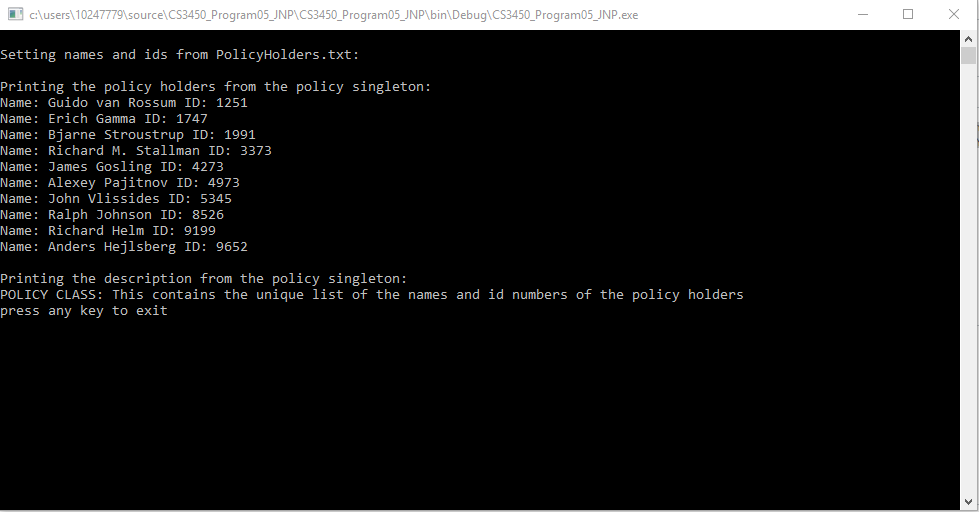 c:\users\10247779\source\CS3450_Program05_JNP\CS3450_Program05_JNP\bin\Debug\CS3450_Program05_JNP.exe
Setting names and ids from PolicyHolders.txt:
Printing the policy holders from the policy singleton:
Name: Guido van Rossum ID: 1251
Name: Erich Gamma ID: 1747
Name: Bjarne Stroustrup ID: 1991
Name: Richard M. Stallman ID: 3373
Name: James Gosling ID: 4273
Name: Alexey Pajitnov ID: 4973
Name: John Vlissides ID: 5345
Name: Ralph Johnson ID: 8526
Name: Richard Helm ID: 9199
Name: Anders Hejlsberg ID: 9652
Printing the description from the policy singleton:
POLICY CLASS: This contains the unique list of the names and id numbers of the policy holders
press any key to exit